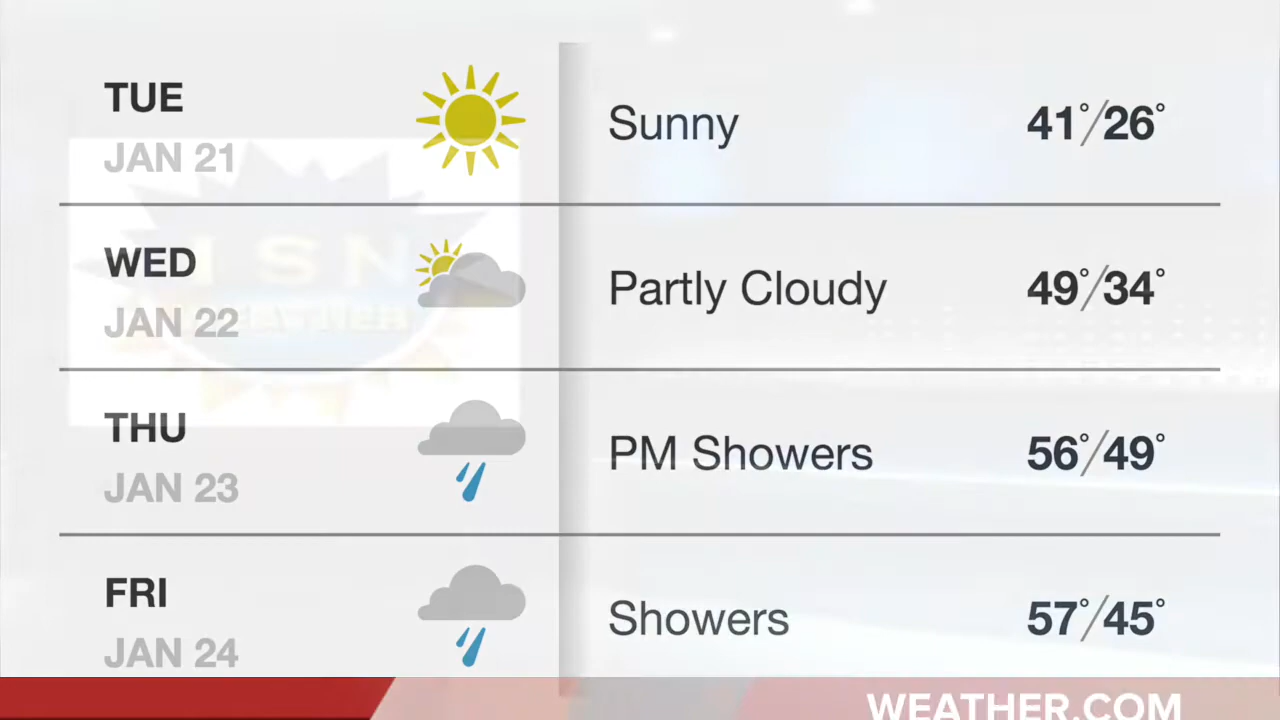 TUE
JAN 21
Sunny
41°/26°
WED
JAN 22
Partly Cloudy
49°/34°
THU
JAN 23
PM Showers
56°/49°
FRI
JAN 24
Showers
57°/45°
ISN
WEATHER.COM